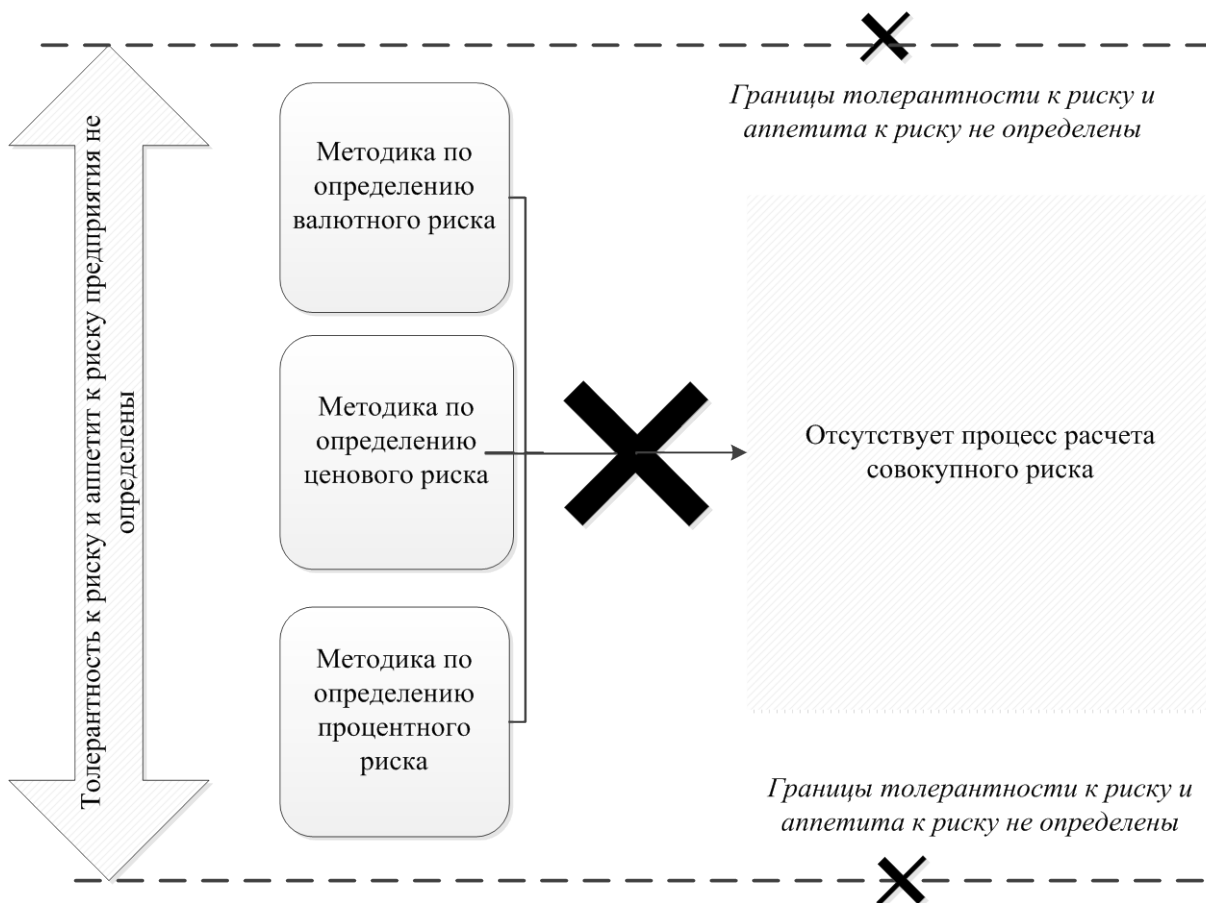 Толерантность к риску и аппетит к риску предприятия не
определены
Методика по
определению
валютного риска
Методика по
определению
ценового риска
Методика по
определению
процентного
риска
Границы толерантности к риску и
аппетита к риску не определены
Отсутствует процесс расчета
совокупного риска
Границы толерантности к риску и
аппетита к риску не определены